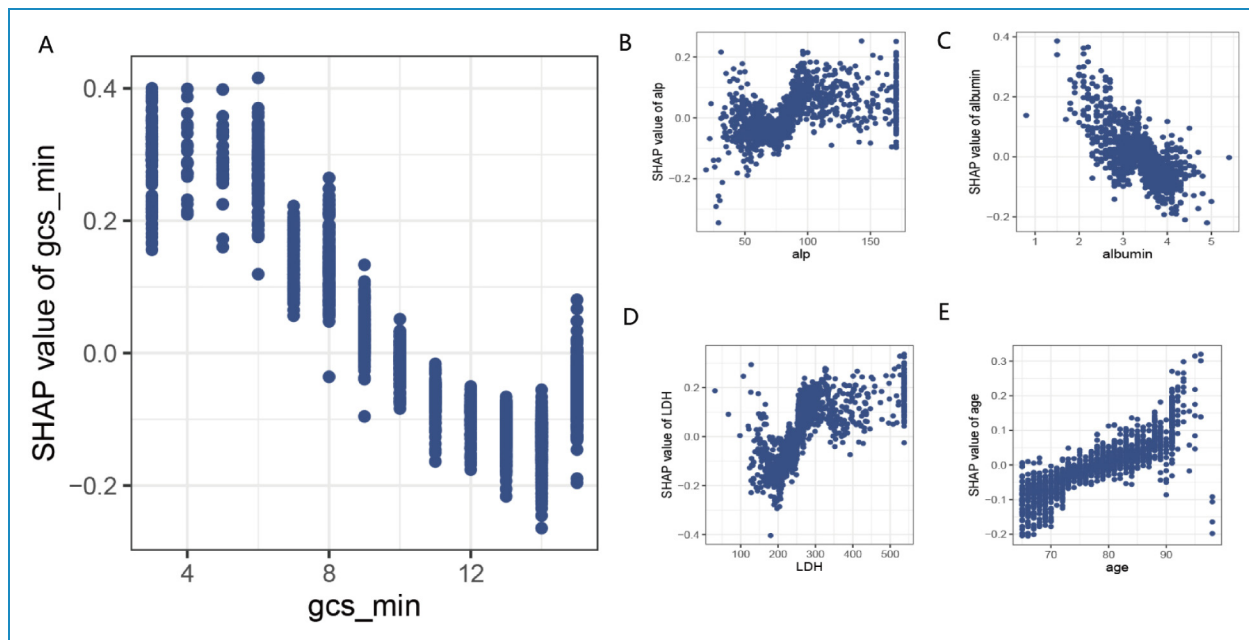 A
SHAP value of gcs_min
0.4
0.2
0.0
−0.2
4
8
12
gcs_min
B
SHAP value of alp
0.2
0.0
−0.2
50
100
150
alp
C
SHAP value of albumin
0.4
0.2
0.0
−0.2
1
2
3
4
5
albumin
D
SHAP value of LDH
0.2
0.0
−0.2
−0.4
100
200
300
400
500
LDH
E
SHAP value of age
0.3
0.2
0.1
0.0
−0.1
−0.2
70
80
90
age